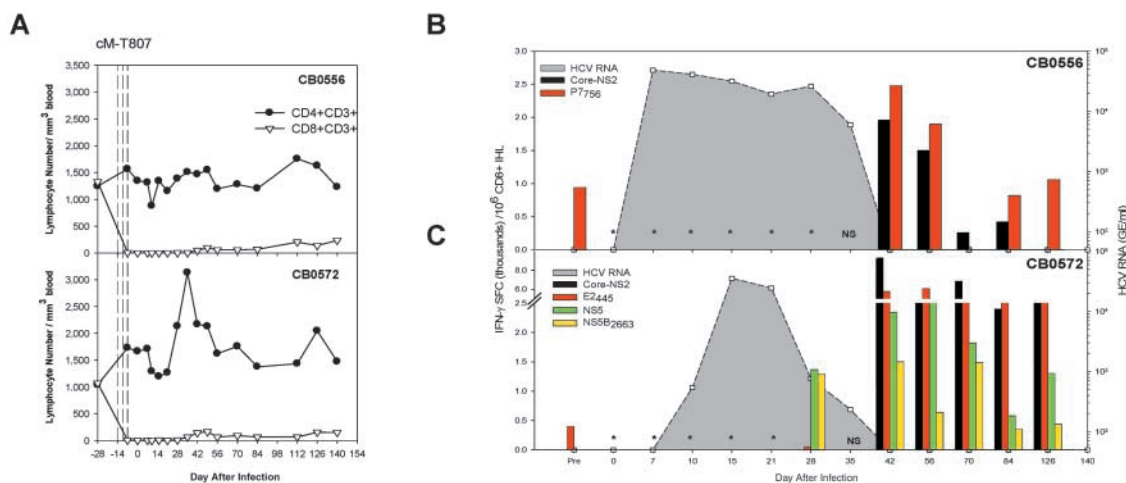 A
cM-T807
CB0556
Lymphocyte Number/ mm³ blood
3,500
3,000
2,500
2,000
1,500
1,000
500
0
CD4+CD3+
CD8+CD3+
CB0572
Lymphocyte Number / mm³ blood
3,000
2,500
2,000
1,500
1,000
500
0
-28 -14 0 14 28 42 56 70 84 98 112 126 140 154
Day After Infection
B
CB0556
HCV RNA
Core-NS2
P7756
3.0
2.5
2.0
1.5
1.0
0.5
0.0
* * * * * * NS
C
CB0572
HCV RNA
Core-NS2
E2445
NS5
NS5B2663
8.0
6.0
2.5
2.0
1.5
1.0
0.5
0.0
* * * * * NS
IFN-γ SFC (thousands) /10⁶ CD8+ IHL
10⁵
10⁴
10³
10²
10⁴
10³
10²
HCV RNA (GE/ml)
Pre 0 7 10 15 21 28 35 42 56 70 84 126 140
Day After Infection